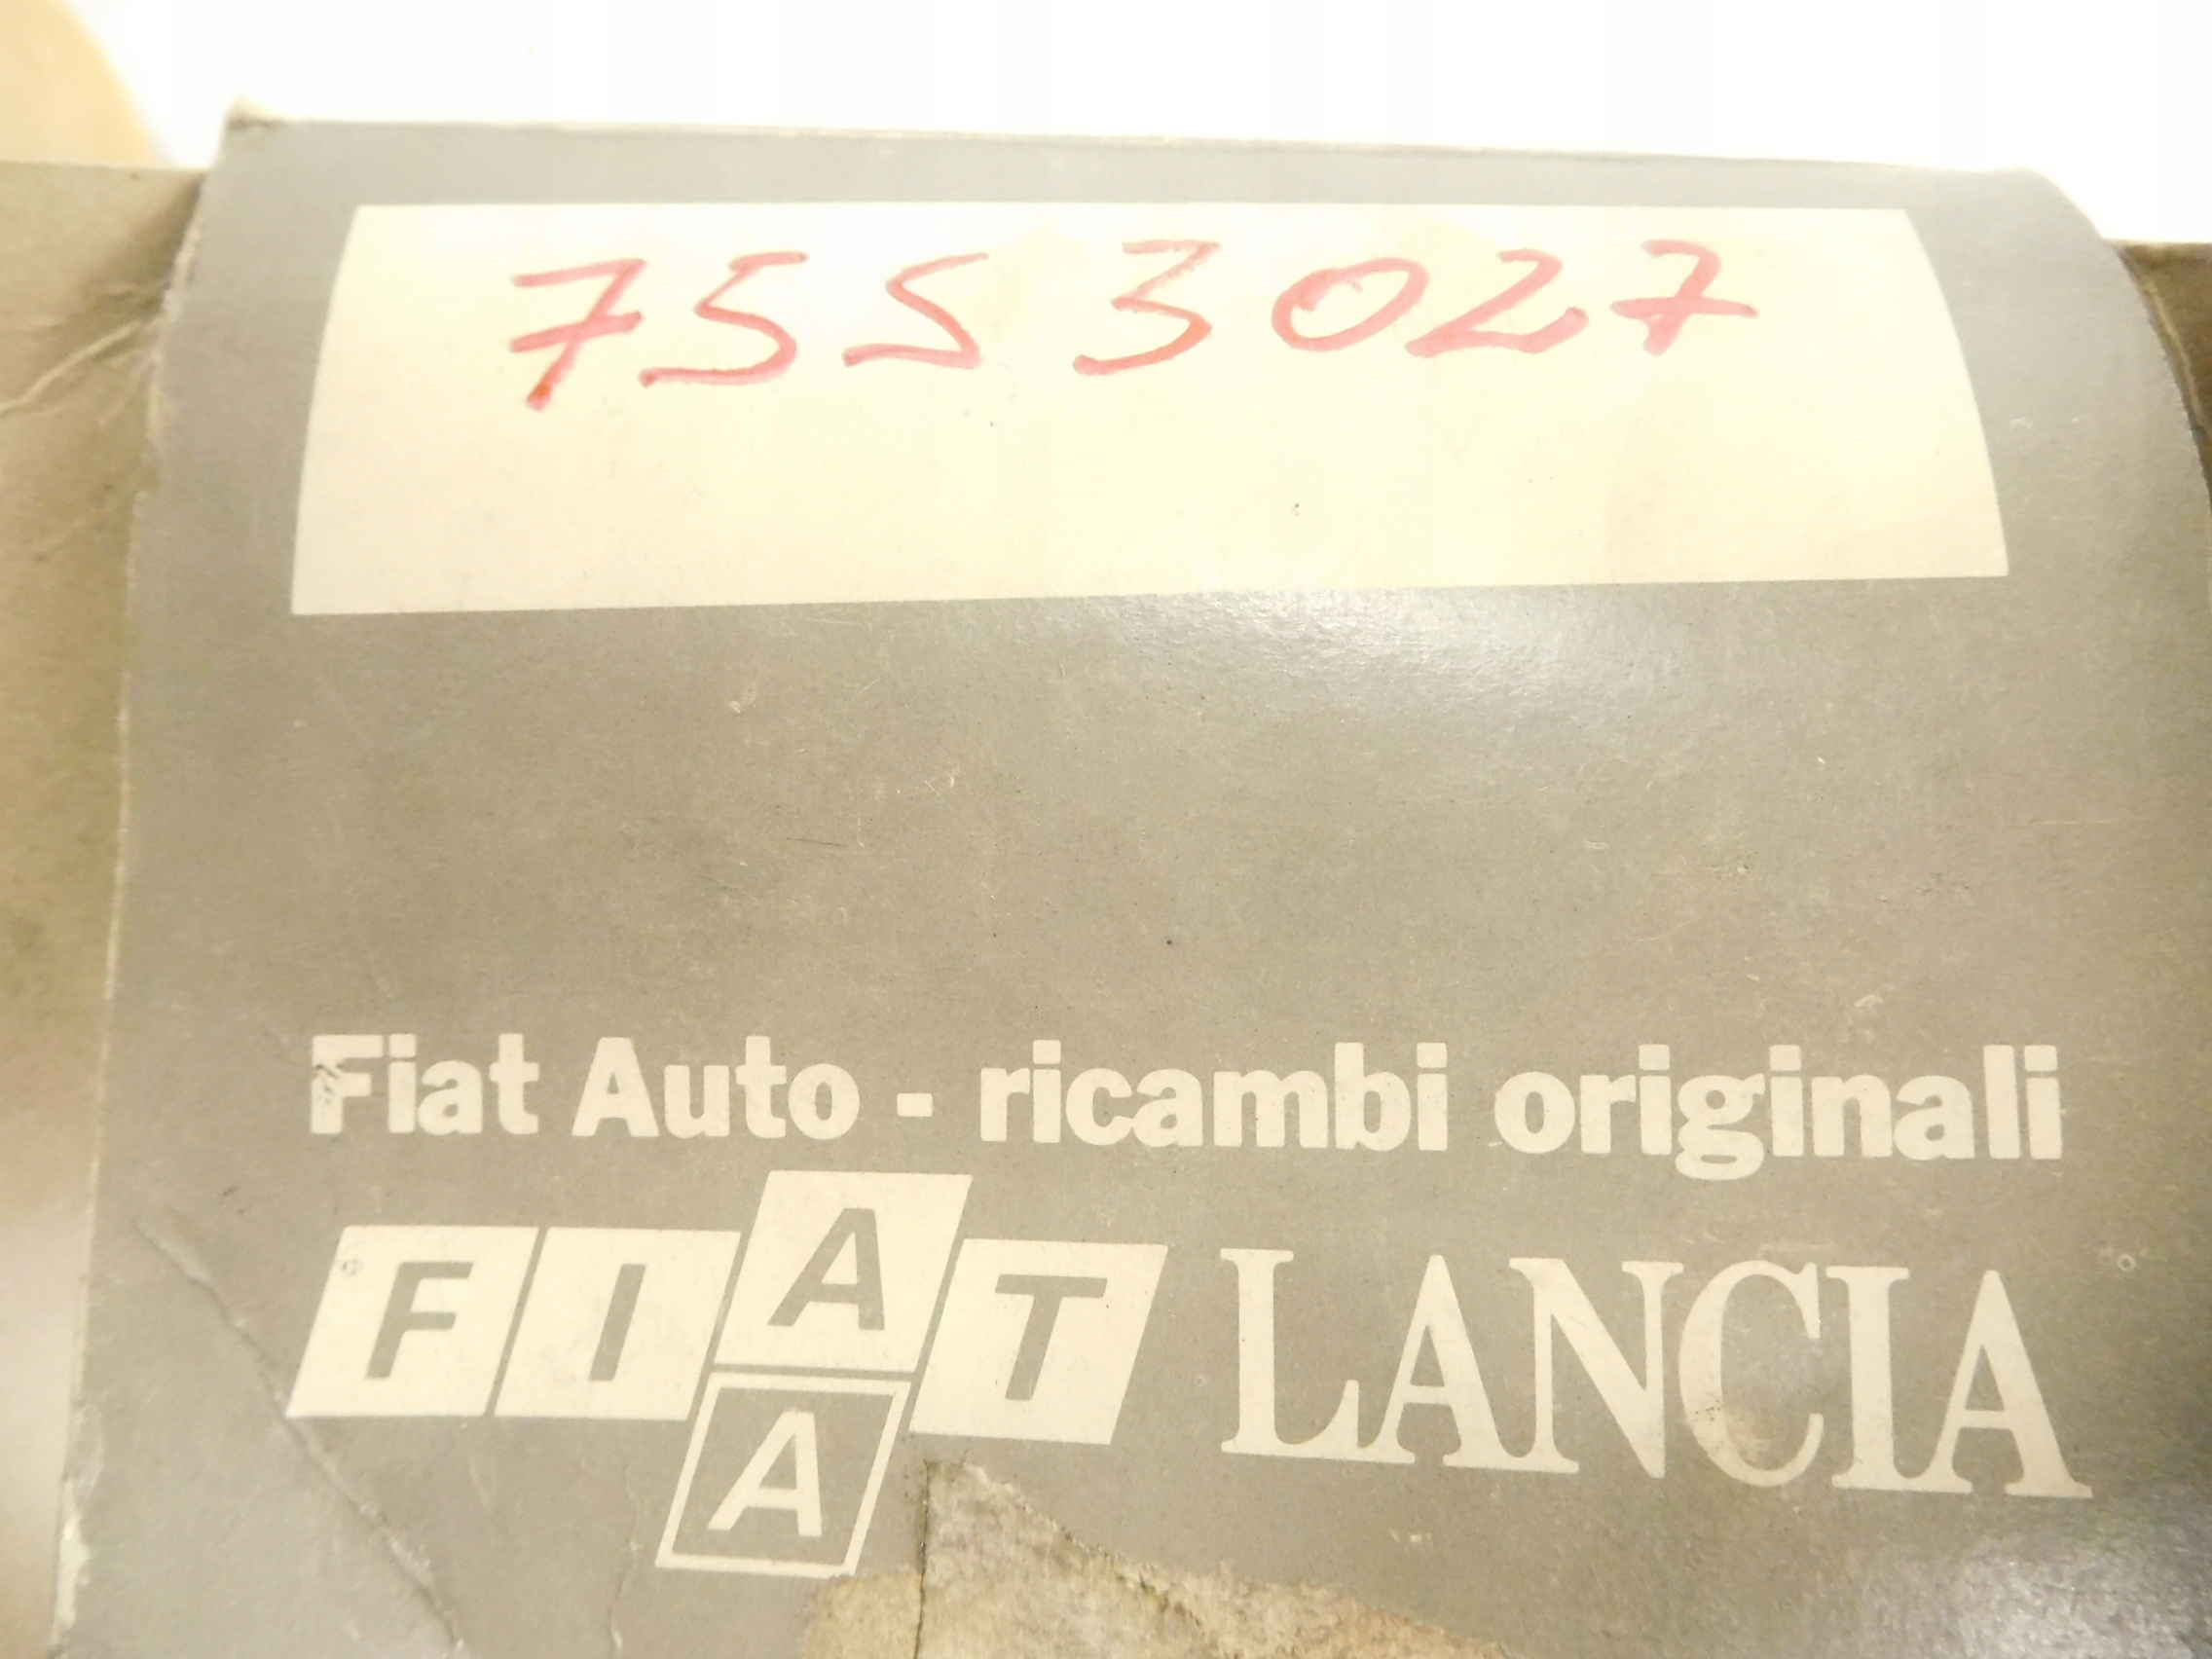 7553027
Fiat Auto - ricambi originali
FIAT LANCIA
A